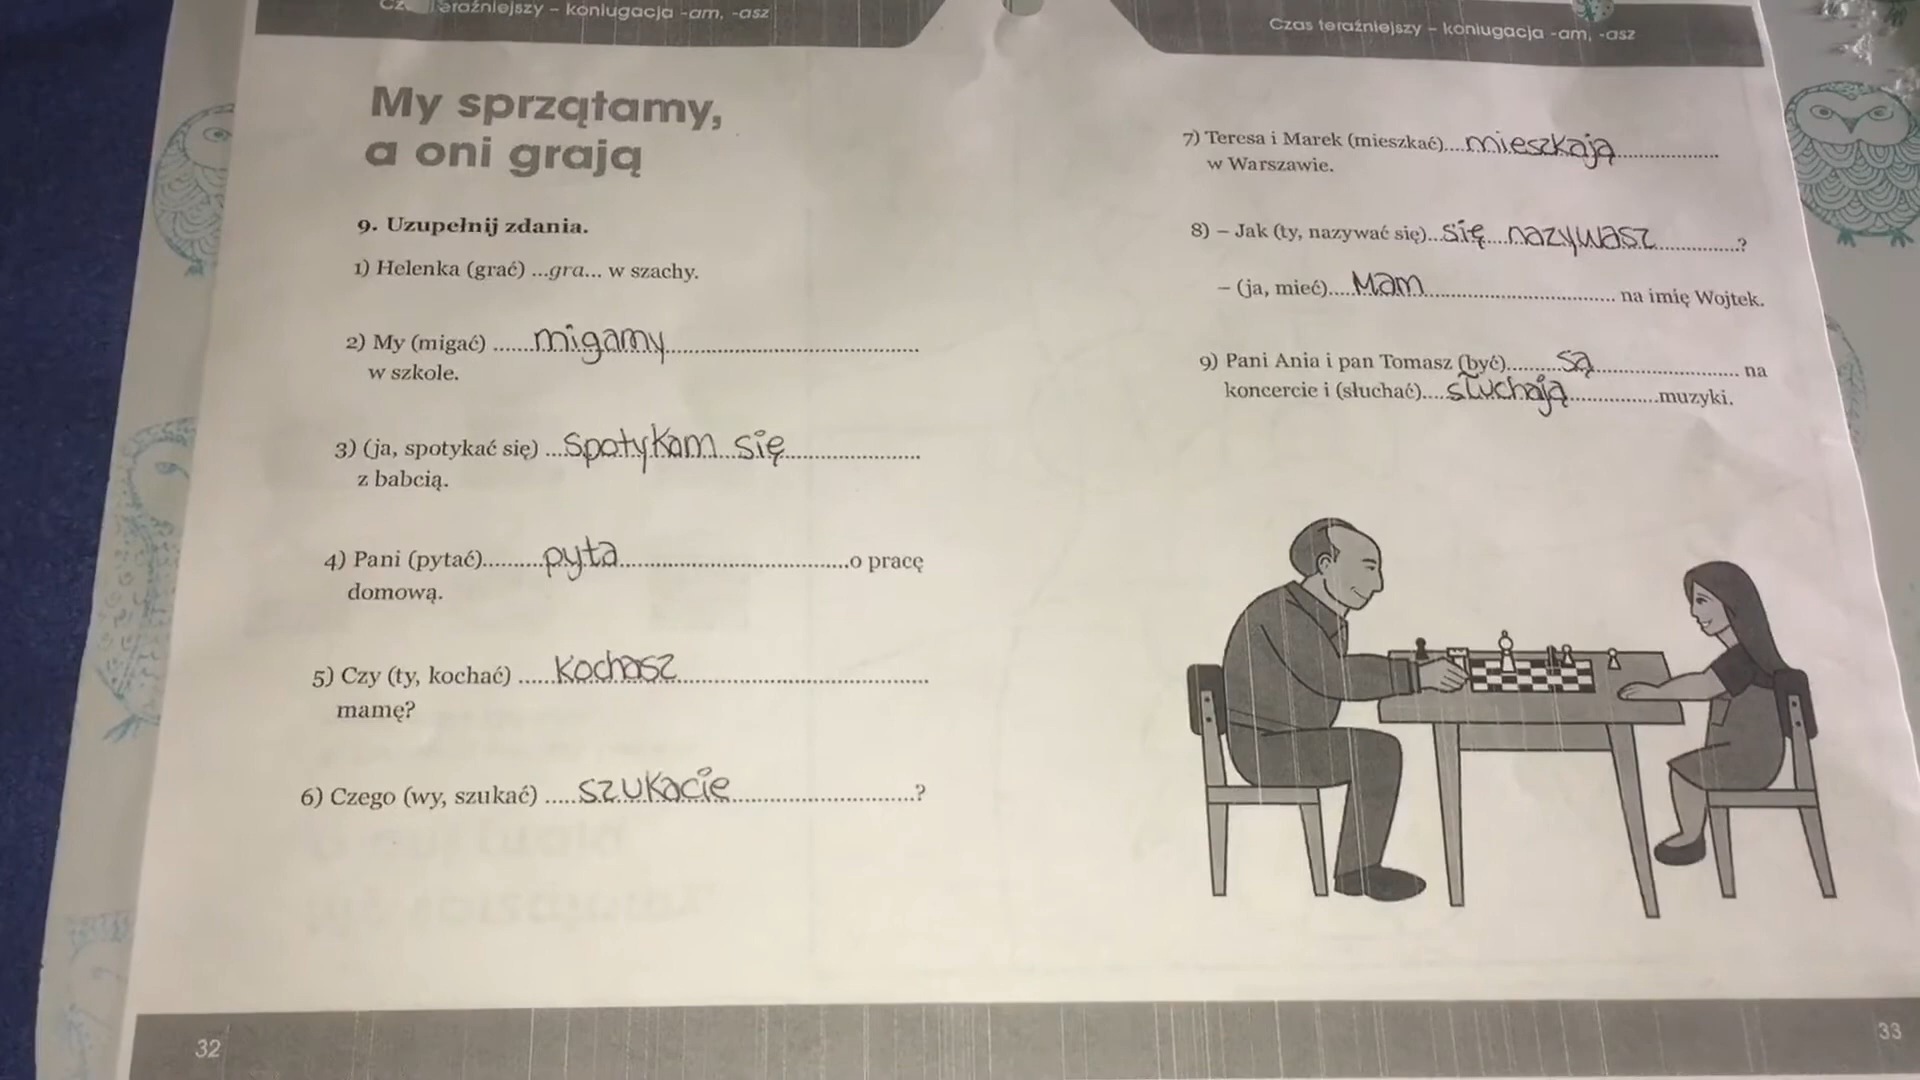 teraźniejszy – koniugacja -am, -asz
My sprzątamy,
a oni grają
9. Uzupełnij zdania.
1) Helenka (grać) ...gra... w szachy.
2) My (migać) ......migamy..........
w szkole.
3) (ja, spotykać się) ...spotykam się..........
z babcią.
4) Pani (pytać).........pyta..........o pracę
domową.
5) Czy (ty, kochać) ......kochasz..........
mamę?
6) Czego (wy, szukać) .....szukacie..........?
32
Czas teraźniejszy – koniugacja -am, -asz
7) Teresa i Marek (mieszkać)....mieszkają..........
w Warszawie.
8) – Jak (ty, nazywać się)...się nazywasz..........?
– (ja, mieć)....Mam.......... na imię Wojtek.
9) Pani Ania i pan Tomasz (być).........są.......... na
koncercie i (słuchać)....słuchają..........muzyki.
33